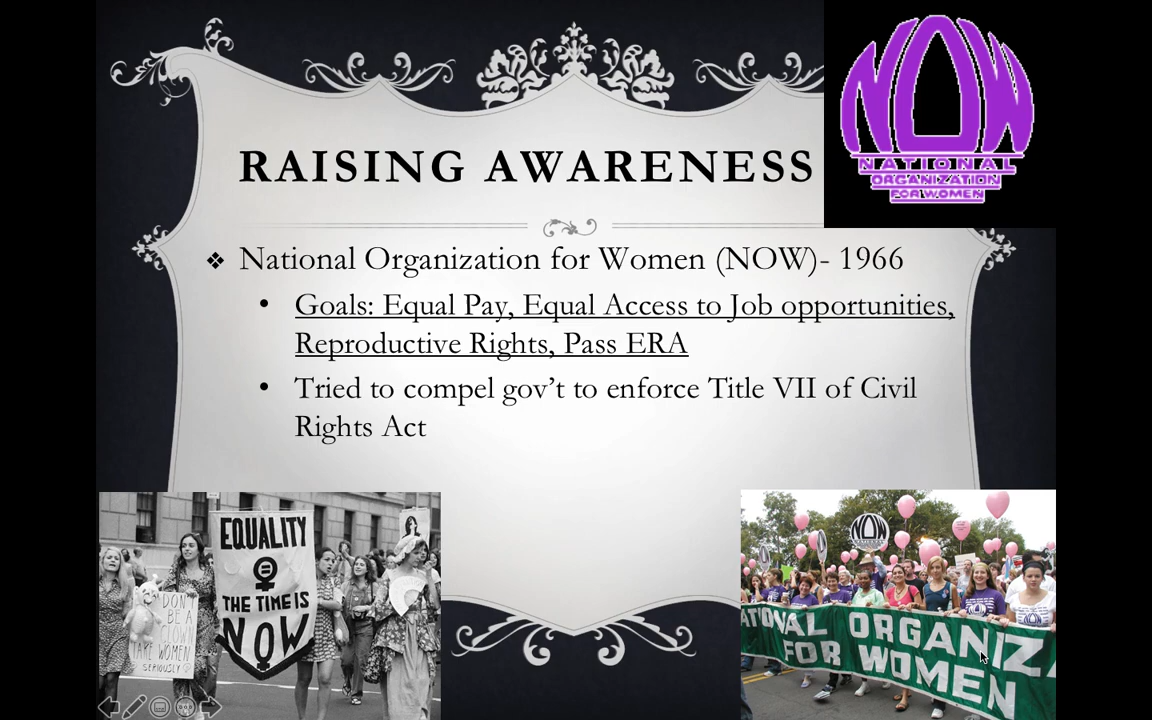 NOW
NATIONAL
ORGANIZATION
FOR WOMEN
RAISING AWARENESS
National Organization for Women (NOW)- 1966
Goals: Equal Pay, Equal Access to Job opportunities,
Reproductive Rights, Pass ERA
Tried to compel gov’t to enforce Title VII of Civil
Rights Act
EQUALITY
THE TIME IS
NOW
DON'T
BE A
CLOWN
TAKE WOMEN
SERIOUSLY
NOW
ATIONAL ORGANIZA
FOR WOMEN